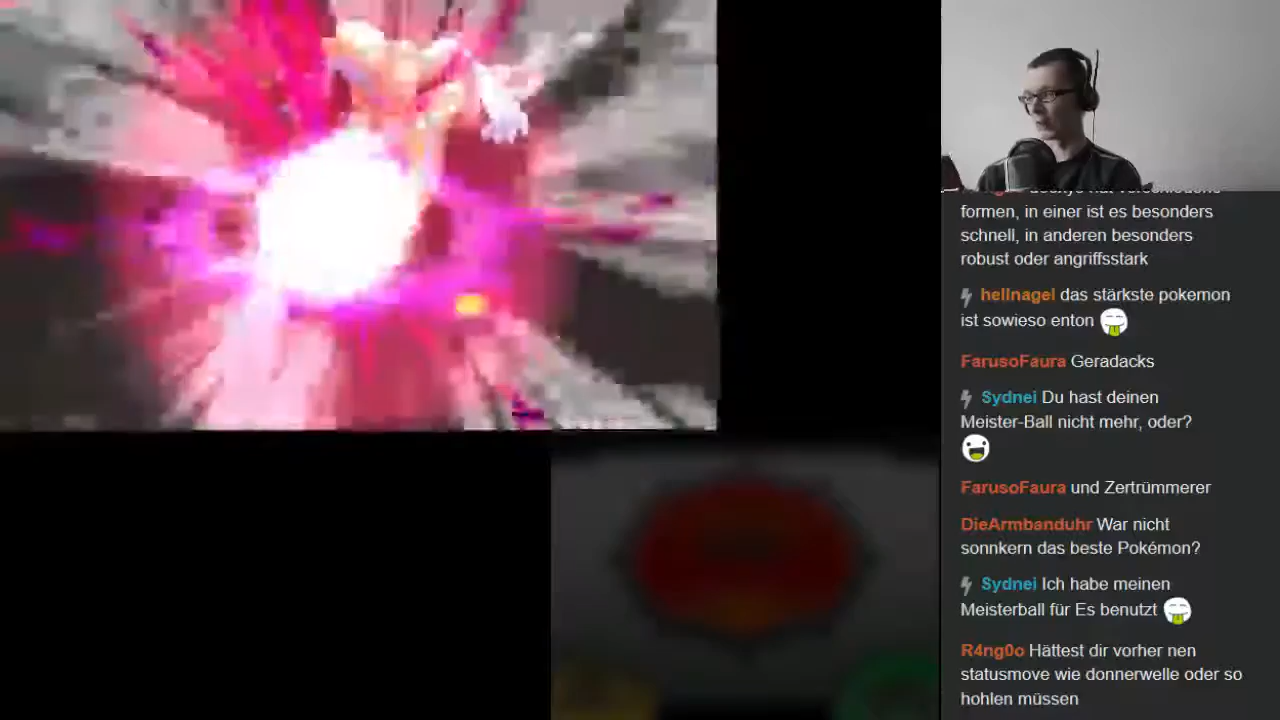 formen, in einer ist es besonders
schnell, in anderen besonders
robust oder angriffsstark
hellnagel das stärkste pokemon
ist sowieso enton
FarusoFaura Geradacks
Sydnei Du hast deinen
Meister-Ball nicht mehr, oder?
FarusoFaura und Zertrümmerer
DieArmbanduhr War nicht
sonnkern das beste Pokémon?
Sydnei Ich habe meinen
Meisterball für Es benutzt
R4ng0o Hättest dir vorher nen
statusmove wie donnerwelle oder so
hohlen müssen